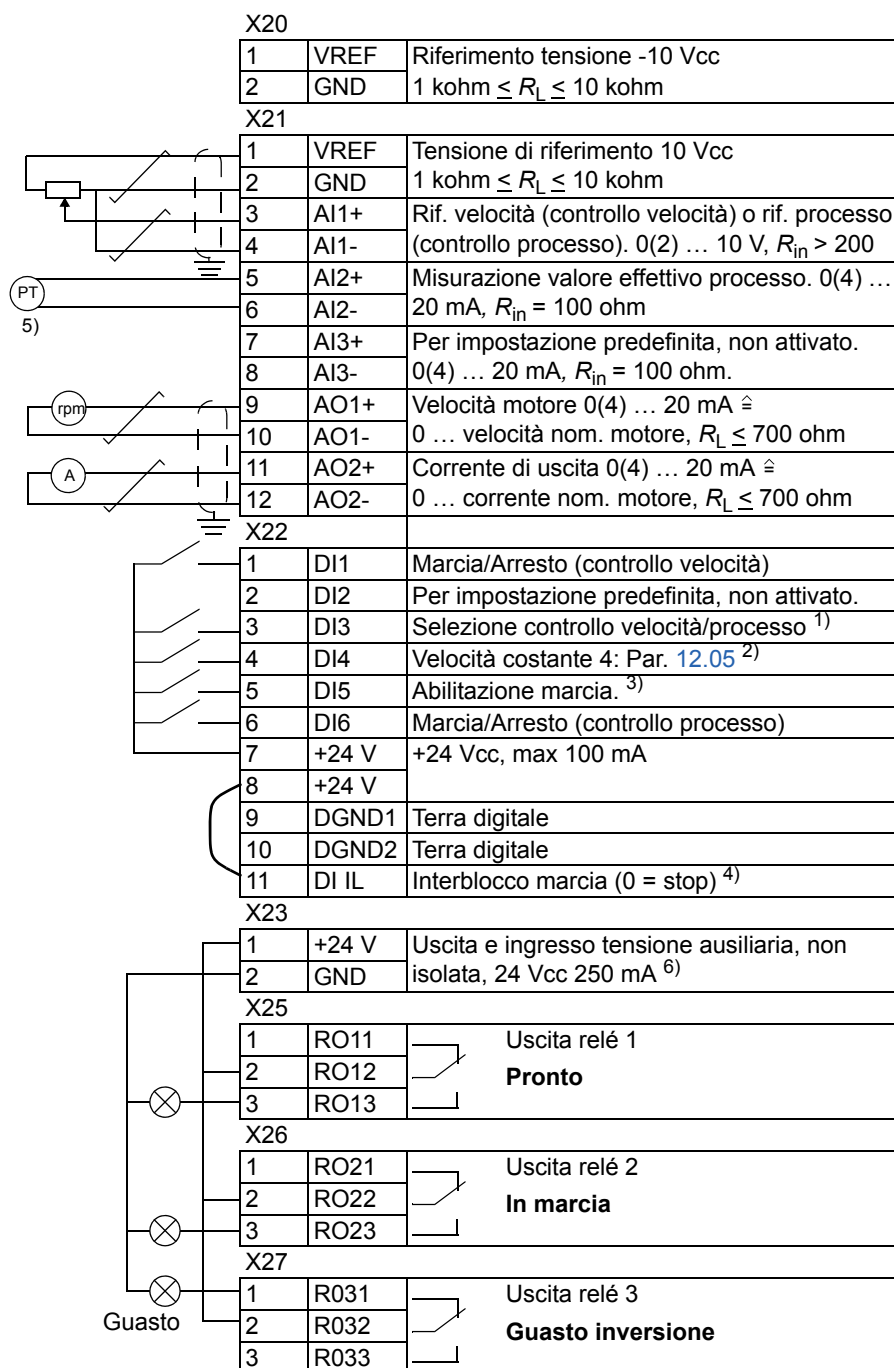 X20
1 VREF Riferimento tensione -10 Vcc
2 GND 1 kohm ≤ RL ≤ 10 kohm
X21
1 VREF Tensione di riferimento 10 Vcc
2 GND 1 kohm ≤ RL ≤ 10 kohm
3 AI1+ Rif. velocità (controllo velocità) o rif. processo
4 AI1- (controllo processo). 0(2) … 10 V, Rin > 200
PT
5)
5 AI2+ Misurazione valore effettivo processo. 0(4) …
6 AI2- 20 mA, Rin = 100 ohm
7 AI3+ Per impostazione predefinita, non attivato.
8 AI3- 0(4) … 20 mA, Rin = 100 ohm.
rpm
9 AO1+ Velocità motore 0(4) … 20 mA ≙
10 AO1- 0 … velocità nom. motore, RL ≤ 700 ohm
A
11 AO2+ Corrente di uscita 0(4) … 20 mA ≙
12 AO2- 0 … corrente nom. motore, RL ≤ 700 ohm
X22
1 DI1 Marcia/Arresto (controllo velocità)
2 DI2 Per impostazione predefinita, non attivato.
3 DI3 Selezione controllo velocità/processo 1)
4 DI4 Velocità costante 4: Par. 12.05 2)
5 DI5 Abilitazione marcia. 3)
6 DI6 Marcia/Arresto (controllo processo)
7 +24 V +24 Vcc, max 100 mA
8 +24 V
9 DGND1 Terra digitale
10 DGND2 Terra digitale
11 DI IL Interblocco marcia (0 = stop) 4)
X23
1 +24 V Uscita e ingresso tensione ausiliaria, non
2 GND isolata, 24 Vcc 250 mA 6)
X25
1 RO11 Uscita relé 1
2 RO12 Pronto
3 RO13
X26
1 RO21 Uscita relé 2
2 RO22 In marcia
3 RO23
X27
1 R031 Uscita relé 3
Guasto
2 R032 Guasto inversione
3 R033